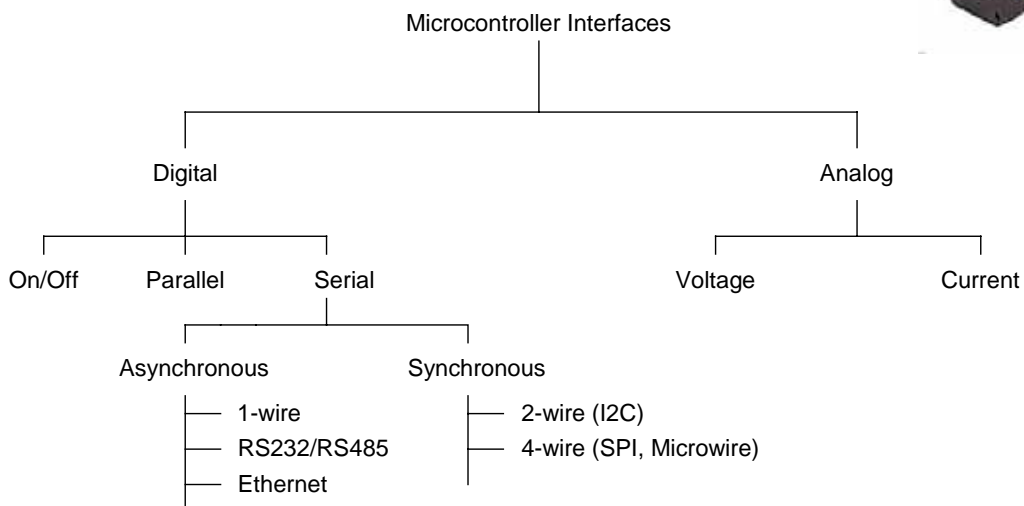 Microcontroller Interfaces
Digital
Analog
On/Off Parallel Serial
Voltage Current
Asynchronous Synchronous
1-wire
RS232/RS485
Ethernet
2-wire (I2C)
4-wire (SPI, Microwire)